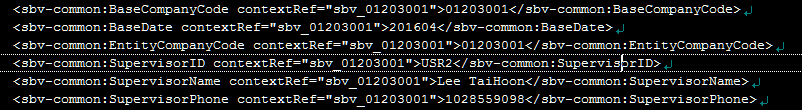 <sbv-common:BaseCompanyCode contextRef="sbv_01203001">01203001</sbv-common:BaseCompanyCode>
<sbv-common:BaseDate contextRef="sbv_01203001">201604</sbv-common:BaseDate>
<sbv-common:EntityCompanyCode contextRef="sbv_01203001">01203001</sbv-common:EntityCompanyCode>
<sbv-common:SupervisorID contextRef="sbv_01203001">USR2</sbv-common:SupervisorID>
<sbv-common:SupervisorName contextRef="sbv_01203001">Lee TaiHoon</sbv-common:SupervisorName>
<sbv-common:SupervisorPhone contextRef="sbv_01203001">1028559098</sbv-common:SupervisorPhone>